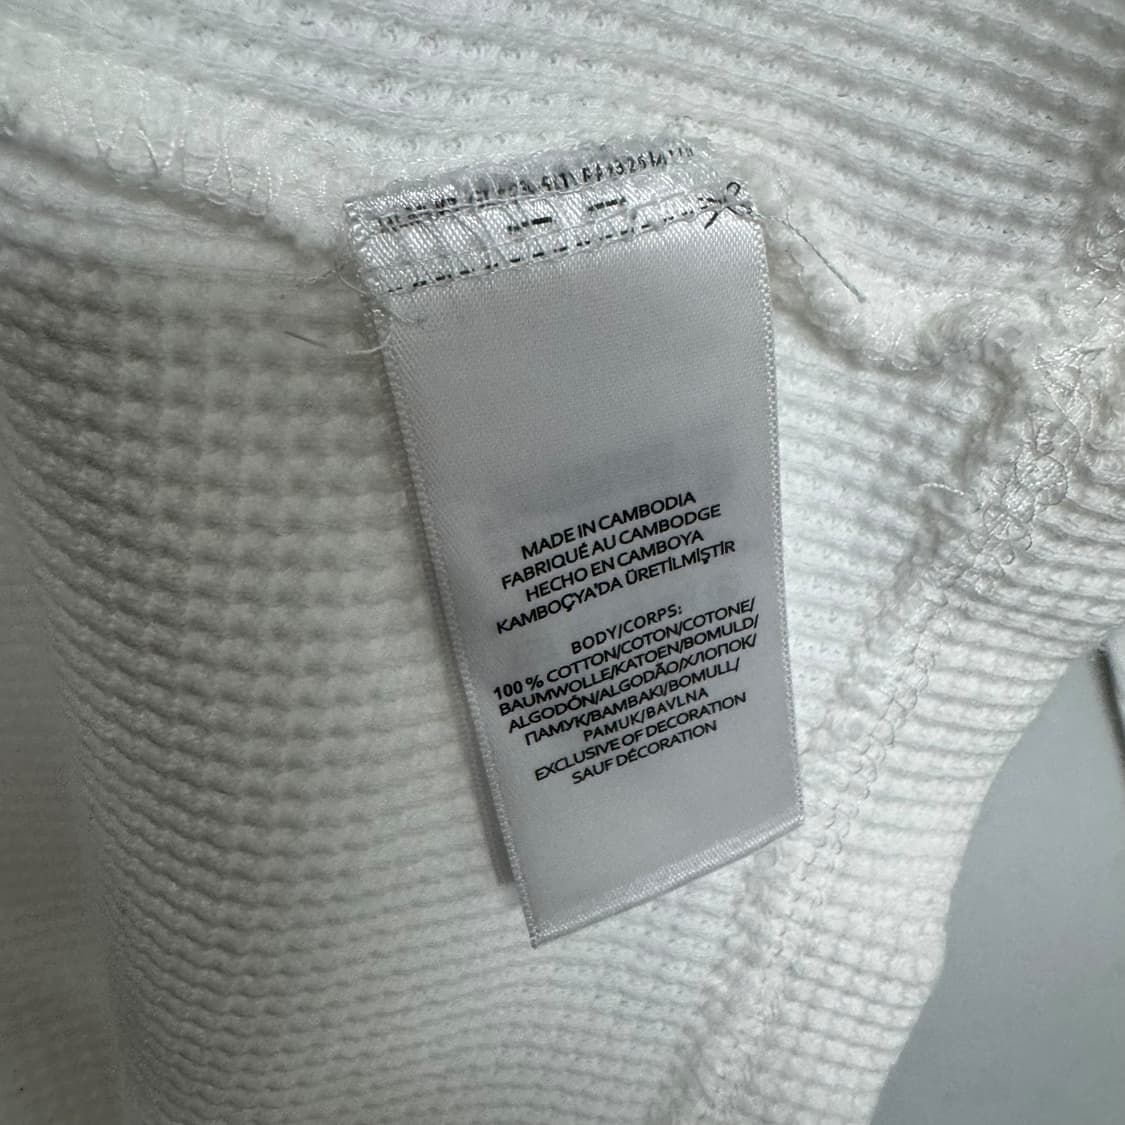 MADE IN CAMBODIA
FABRIQUÉ AU CAMBODGE
HECHO EN CAMBOYA
KAMBOÇYA'DA ÜRETİLMİŞTİR
BODY/CORPS:
100 % COTTON/COTON/COTONE/
BAUMWOLLE/KATOEN/BOMULD/
ALGODÓN/ALGODÃO/ХЛОПОК/
ПАМУК/BAMBAKI/BOMULL/
PAMUK/BAVLNA
EXCLUSIVE OF DECORATION
SAUF DÉCORATION